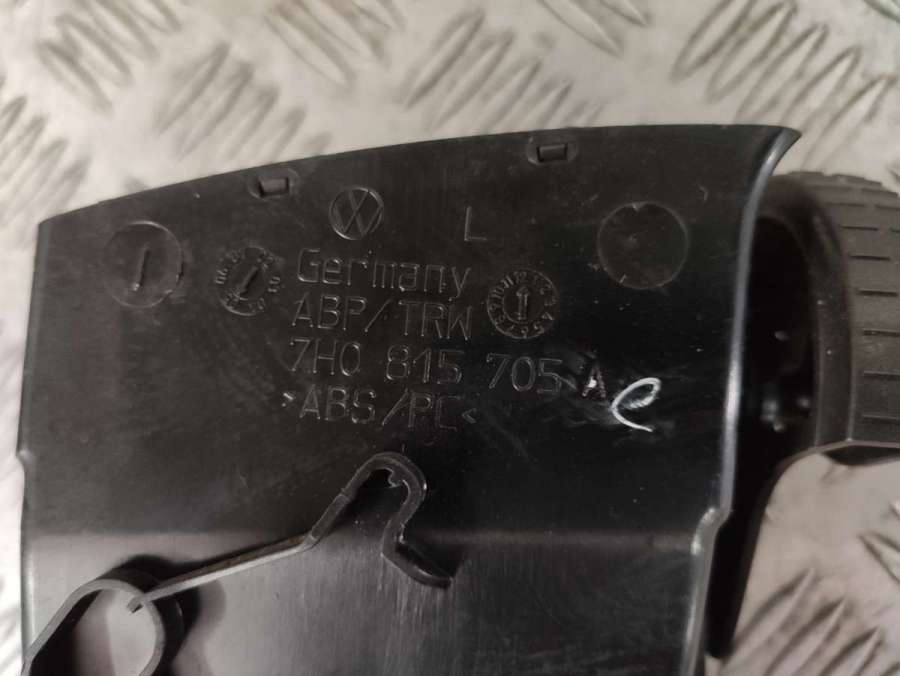 L
Germany
ABP/TRW
7H0 815 705 A
>ABS/PC<